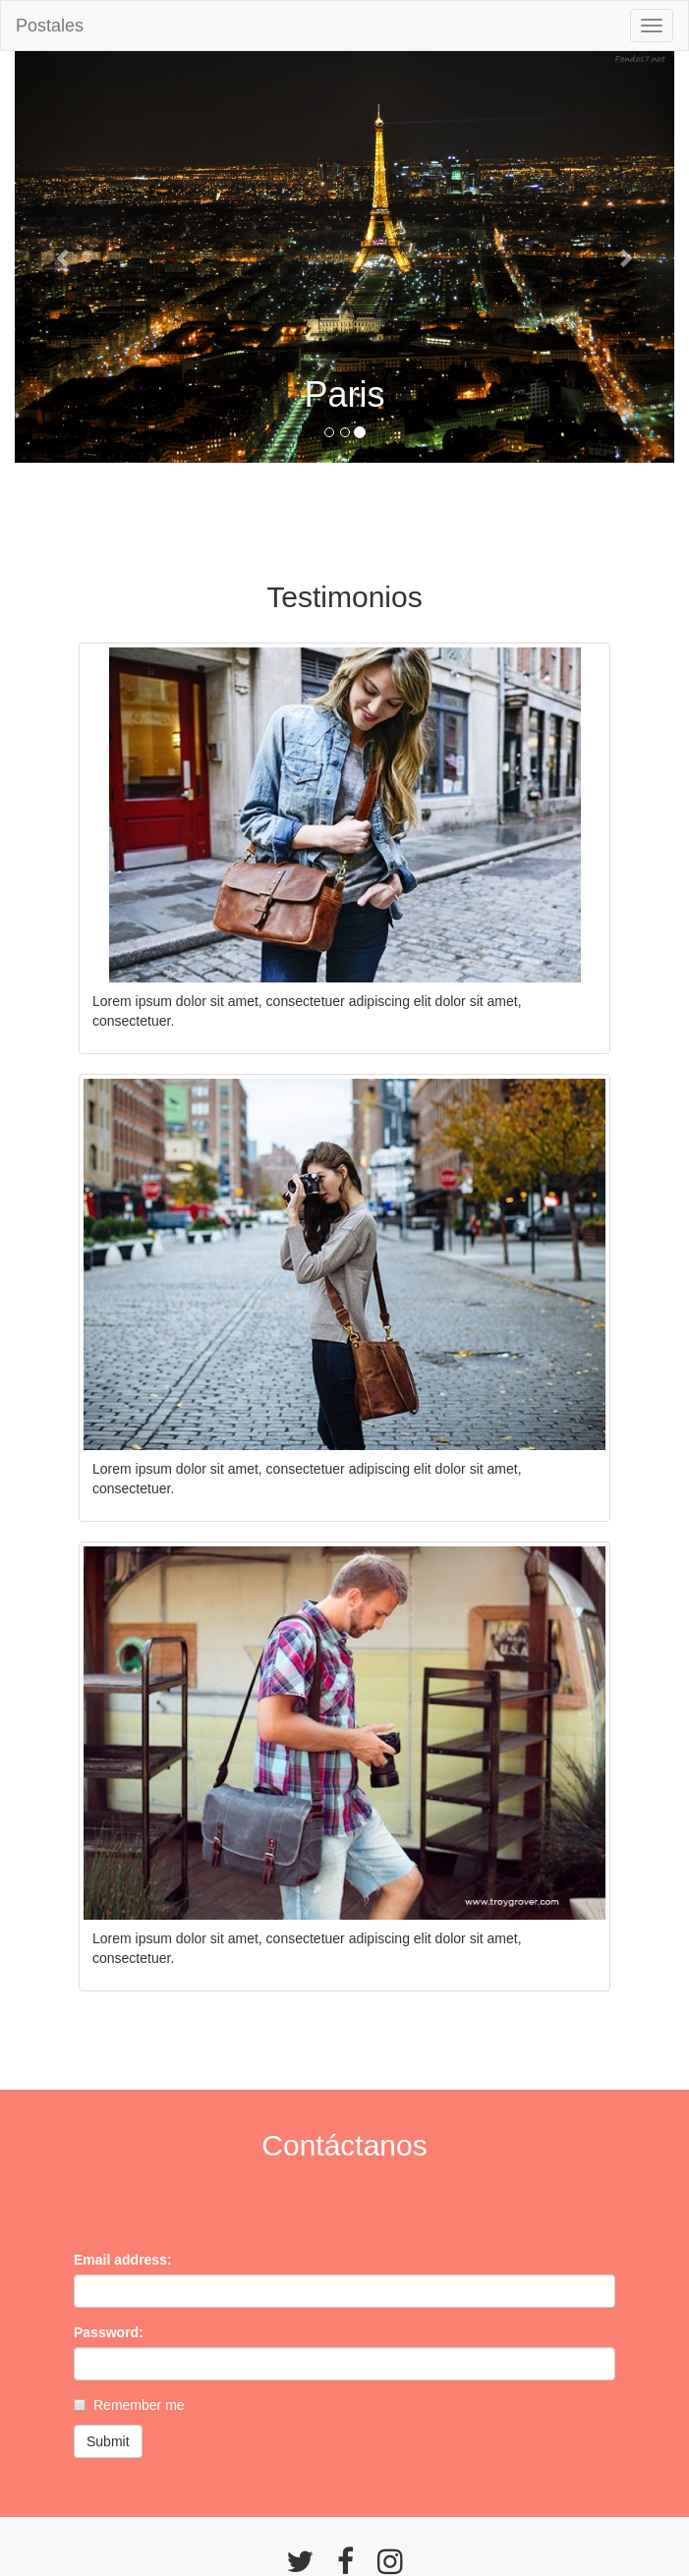 Postales
Fondos7.net
Paris
Testimonios
Lorem ipsum dolor sit amet, consectetuer adipiscing elit dolor sit amet,
consectetuer.
Lorem ipsum dolor sit amet, consectetuer adipiscing elit dolor sit amet,
consectetuer.
U.S.A
www.troygrover.com
Lorem ipsum dolor sit amet, consectetuer adipiscing elit dolor sit amet,
consectetuer.
Contáctanos
Email address:
Password:
Remember me
Submit